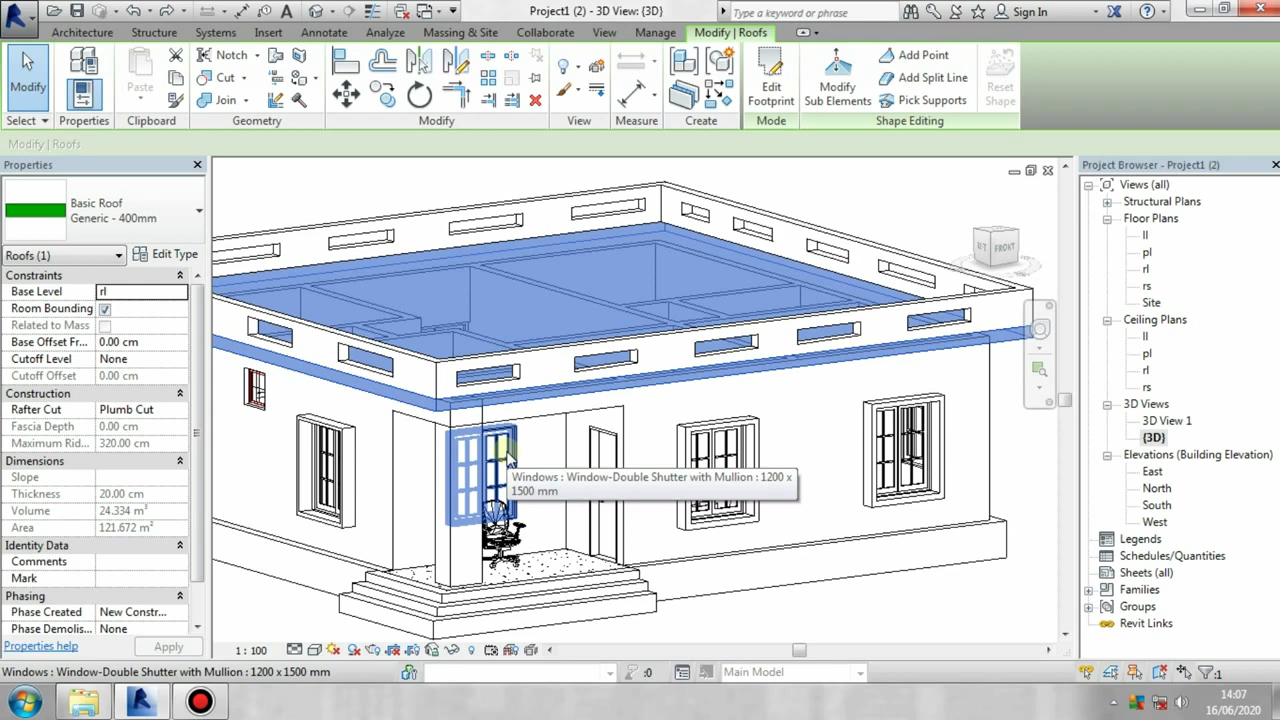 Project1 (2) - 3D View: {3D}
Type a keyword or phrase
Sign In
Architecture
Structure
Systems
Insert
Annotate
Analyze
Massing & Site
Collaborate
View
Manage
Modify | Roofs
Modify
Paste
Notch
Cut
Join
Edit
Footprint
Modify
Sub Elements
Add Point
Add Split Line
Pick Supports
Reset
Shape
Select
Properties
Clipboard
Geometry
Modify
View
Measure
Create
Mode
Shape Editing
Modify | Roofs
Properties
Basic Roof
Generic - 400mm
Roofs (1)
Edit Type
Constraints
Base Level rl
Room Bounding
Related to Mass
Base Offset Fr... 0.00 cm
Cutoff Level None
Cutoff Offset 0.00 cm
Construction
Rafter Cut Plumb Cut
Fascia Depth 0.00 cm
Maximum Rid... 320.00 cm
Dimensions
Slope
Thickness 20.00 cm
Volume 24.334 m³
Area 121.672 m²
Identity Data
Comments
Mark
Phasing
Phase Created New Constr...
Phase Demolis... None
Properties help
Apply
FRONT
Windows : Window-Double Shutter with Mullion : 1200 x
1500 mm
1 : 100
Project Browser - Project1 (2)
Views (all)
Structural Plans
Floor Plans
ll
pl
rl
rs
Site
Ceiling Plans
ll
pl
rl
rs
3D Views
3D View 1
{3D}
Elevations (Building Elevation)
East
North
South
West
Legends
Schedules/Quantities
Sheets (all)
Families
Groups
Revit Links
Windows : Window-Double Shutter with Mullion : 1200 x 1500 mm
:0
Main Model
:1
14:07
16/06/2020